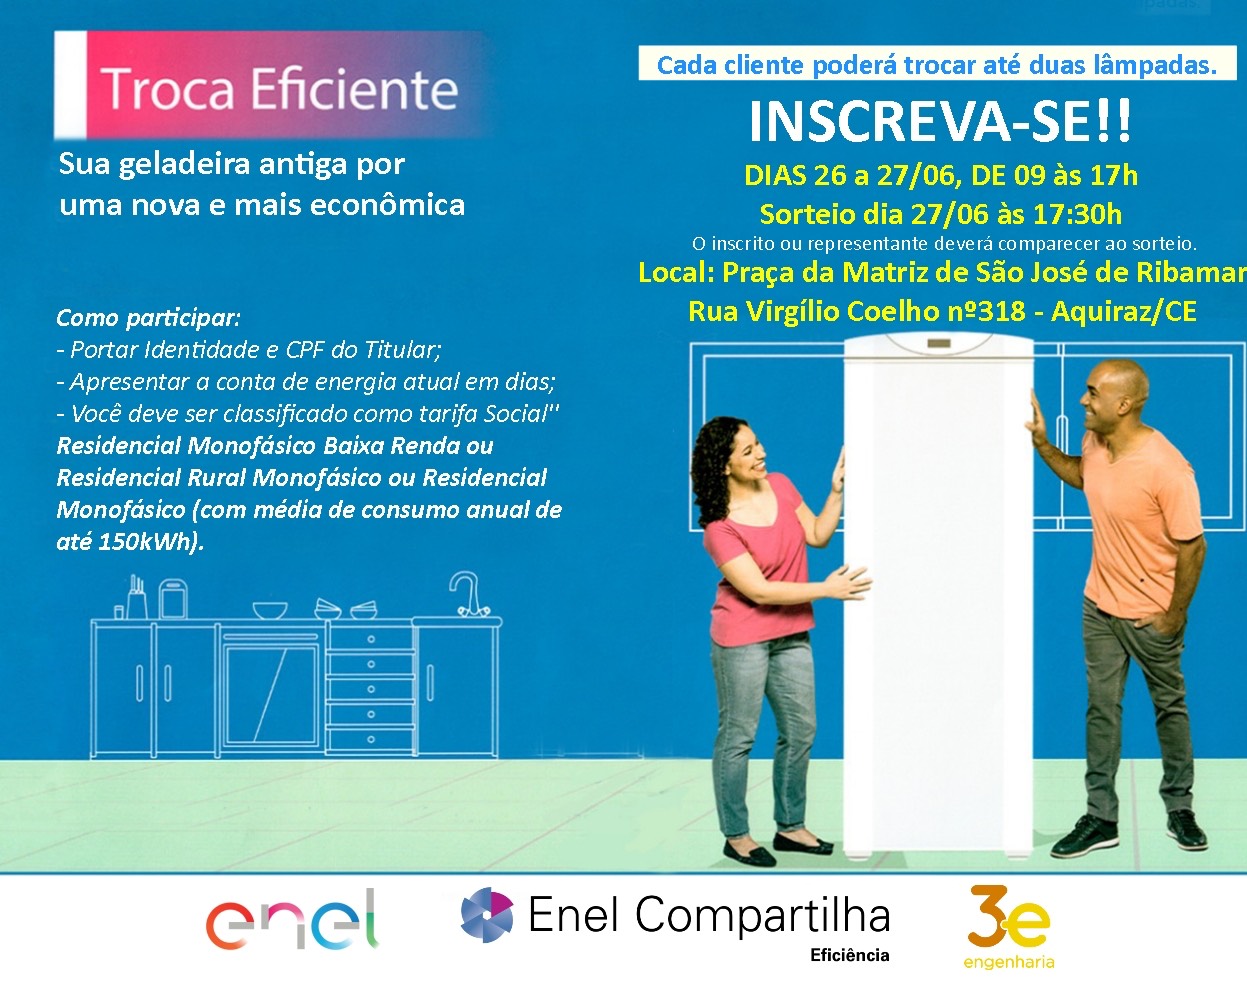 Troca Eficiente
Sua geladeira antiga por
uma nova e mais econômica
Como participar:
- Portar Identidade e CPF do Titular;
- Apresentar a conta de energia atual em dias;
- Você deve ser classificado como tarifa Social"
Residencial Monofásico Baixa Renda ou
Residencial Rural Monofásico ou Residencial
Monofásico (com média de consumo anual de
até 150kWh).
Cada cliente poderá trocar até duas lâmpadas.
INSCREVA-SE!!
DIAS 26 a 27/06, DE 09 às 17h
Sorteio dia 27/06 às 17:30h
O inscrito ou representante deverá comparecer ao sorteio.
Local: Praça da Matriz de São José de Ribamar
Rua Virgílio Coelho nº318 - Aquiraz/CE
enel
Enel Compartilha
Eficiência
3e
engenharia